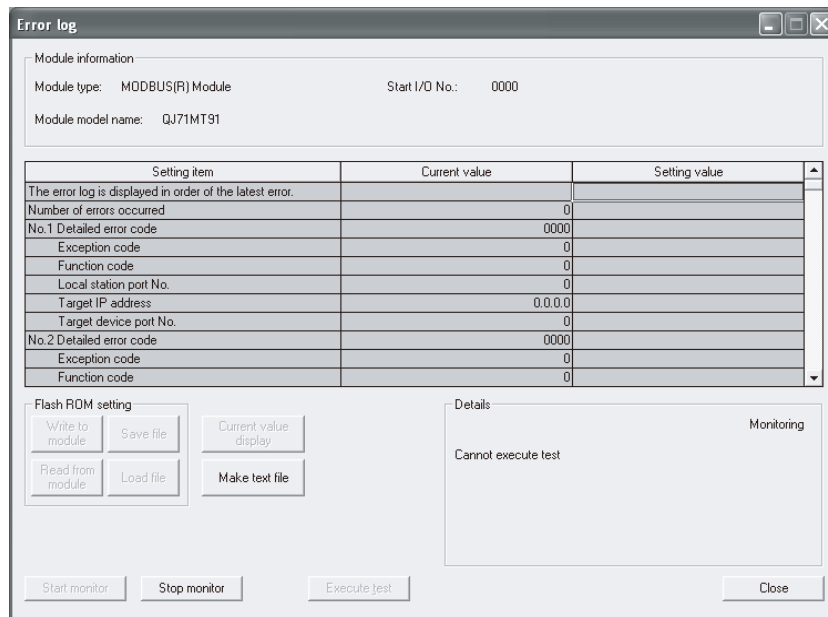 Error log
Module information
Module type: MODBUS(R) Module Start I/O No.: 0000
Module model name: QJ71MT91
Setting item Current value Setting value
The error log is displayed in order of the latest error.
Number of errors occurred 0
No.1 Detailed error code 0000
Exception code 0
Function code 0
Local station port No. 0
Target IP address 0.0.0.0
Target device port No. 0
No.2 Detailed error code 0000
Exception code 0
Function code 0
Flash ROM setting
Write to
module
Save file
Current value
display
Read from
module
Load file
Make text file
Details
Monitoring
Cannot execute test
Start monitor Stop monitor Execute test Close